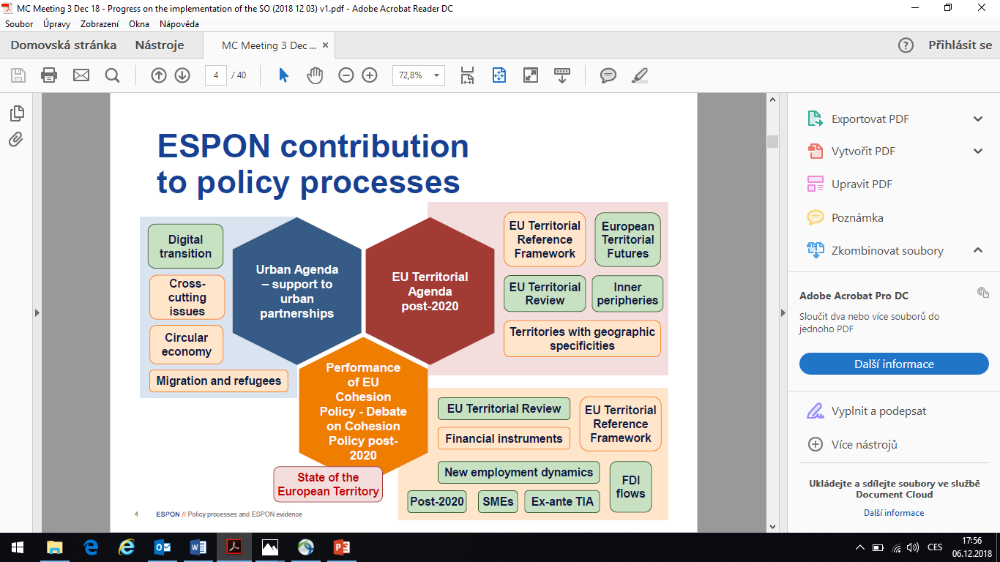 MC Meeting 3 Dec 18 - Progress on the implementation of the SO (2018 12 03) v1.pdf - Adobe Acrobat Reader DC
Soubor Úpravy Zobrazení Okna Nápověda
Domovská stránka Nástroje MC Meeting 3 Dec ... × ? Přihlásit se
4 / 40 72,8%
ESPON contribution
to policy processes
Digital
transition
Cross-
cutting
issues
Circular
economy
Migration and refugees
Urban Agenda
– support to
urban
partnerships
EU Territorial
Agenda
post-2020
EU Territorial
Reference
Framework
European
Territorial
Futures
EU Territorial
Review
Inner
peripheries
Territories with geographic
specificities
Performance
of EU
Cohesion
Policy - Debate
on Cohesion
Policy post-
2020
State of the
European Territory
EU Territorial Review
Financial instruments
EU Territorial
Reference
Framework
New employment dynamics
FDI
flows
Post-2020
SMEs
Ex-ante TIA
4 ESPON // Policy processes and ESPON evidence
Exportovat PDF
Vytvořit PDF
Upravit PDF
Poznámka
Zkombinovat soubory
Adobe Acrobat Pro DC
Sloučit dva nebo více souborů do
jednoho PDF
Další informace
Vyplnit a podepsat
Více nástrojů
Ukládejte a sdílejte soubory ve službě
Document Cloud
Další informace
CES
17:56
06.12.2018